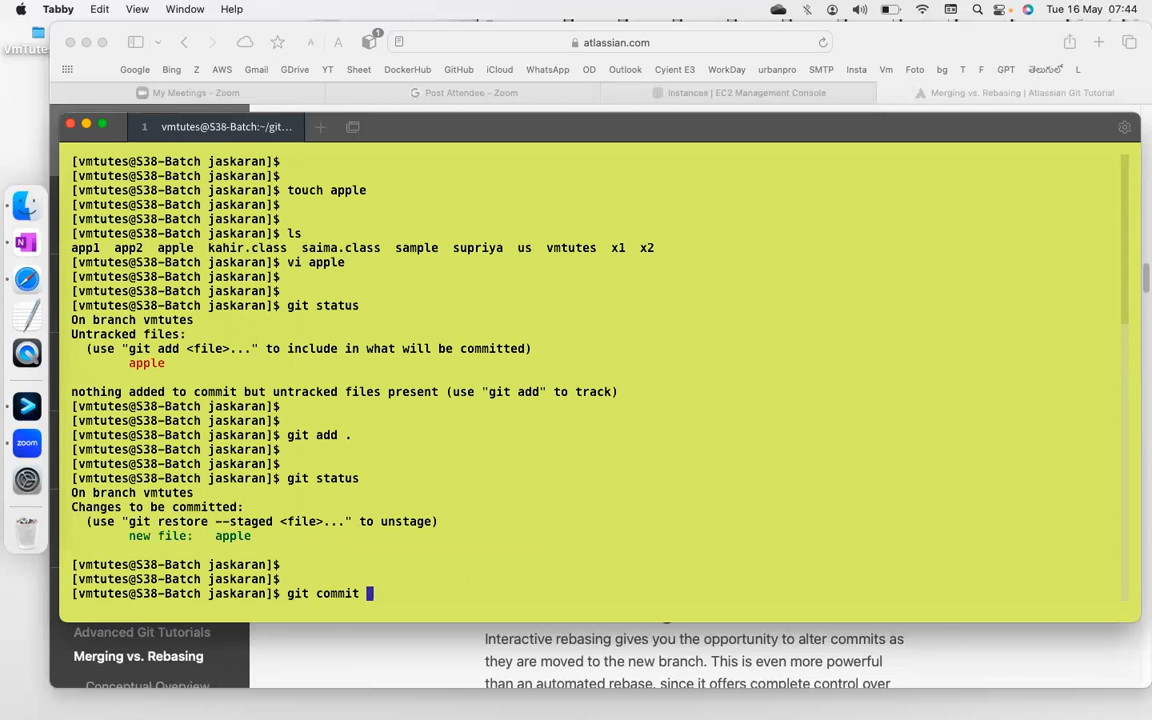 Tabby Edit View Window Help Tue 16 May 07:44
VmTutes
1
A A atlassian.com
Google Bing Z AWS Gmail GDrive YT Sheet DockerHub GitHub iCloud WhatsApp OD Outlook Cyient E3 WorkDay urbanpro SMTP Insta Vm Foto bg T F GPT తెలుగులో L
My Meetings - Zoom Post Attendee - Zoom Instances | EC2 Management Console Merging vs. Rebasing | Atlassian Git Tutorial
1 vmtutes@S38-Batch:~/git...
[vmtutes@S38-Batch jaskaran]$
[vmtutes@S38-Batch jaskaran]$
[vmtutes@S38-Batch jaskaran]$ touch apple
[vmtutes@S38-Batch jaskaran]$
[vmtutes@S38-Batch jaskaran]$
[vmtutes@S38-Batch jaskaran]$ ls
app1 app2 apple kahir.class saima.class sample supriya us vmtutes x1 x2
[vmtutes@S38-Batch jaskaran]$ vi apple
[vmtutes@S38-Batch jaskaran]$
[vmtutes@S38-Batch jaskaran]$
[vmtutes@S38-Batch jaskaran]$ git status
On branch vmtutes
Untracked files:
(use "git add <file>..." to include in what will be committed)
apple
nothing added to commit but untracked files present (use "git add" to track)
[vmtutes@S38-Batch jaskaran]$
[vmtutes@S38-Batch jaskaran]$
[vmtutes@S38-Batch jaskaran]$ git add .
[vmtutes@S38-Batch jaskaran]$
[vmtutes@S38-Batch jaskaran]$
[vmtutes@S38-Batch jaskaran]$ git status
On branch vmtutes
Changes to be committed:
(use "git restore --staged <file>..." to unstage)
new file: apple
[vmtutes@S38-Batch jaskaran]$
[vmtutes@S38-Batch jaskaran]$
[vmtutes@S38-Batch jaskaran]$ git commit
zoom
Advanced Git Tutorials
Merging vs. Rebasing
Conceptual Overview
Interactive rebasing gives you the opportunity to alter commits as
they are moved to the new branch. This is even more powerful
than an automated rebase, since it offers complete control over